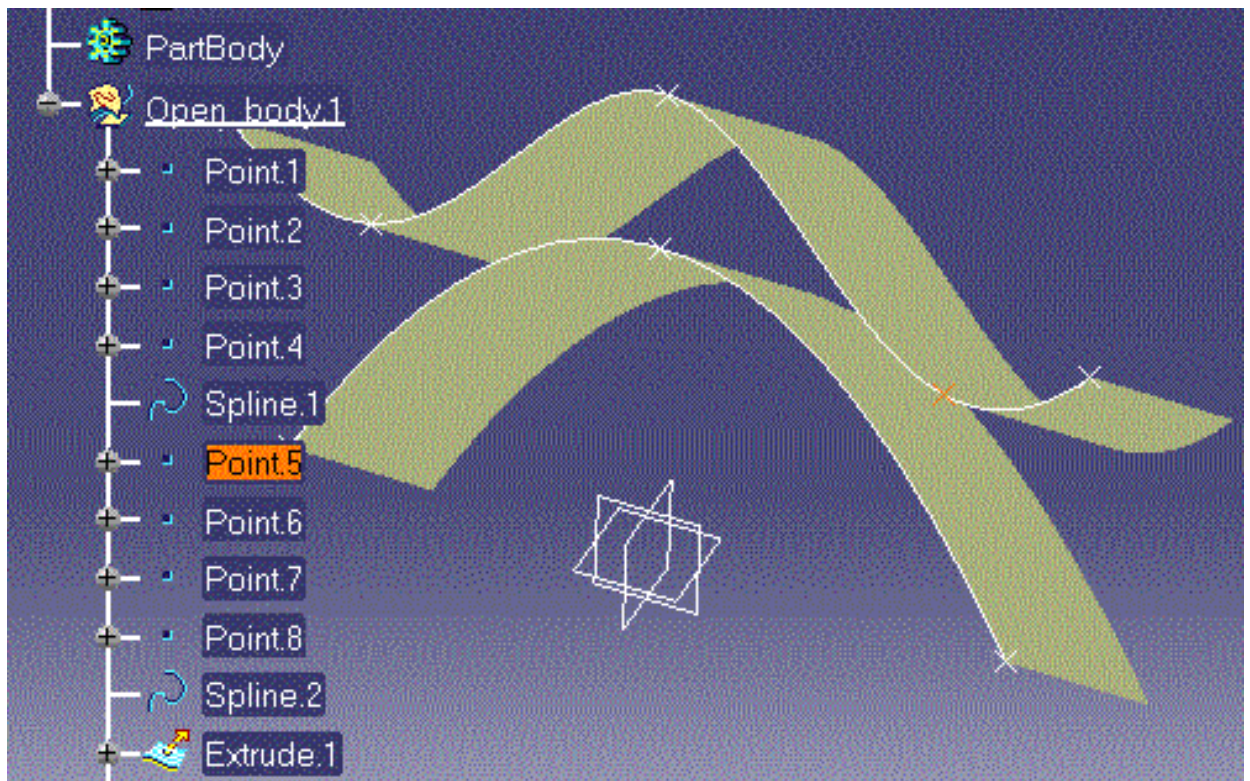 PartBody
Open_body.1
Point.1
Point.2
Point.3
Point.4
Spline.1
Point.5
Point.6
Point.7
Point.8
Spline.2
Extrude.1